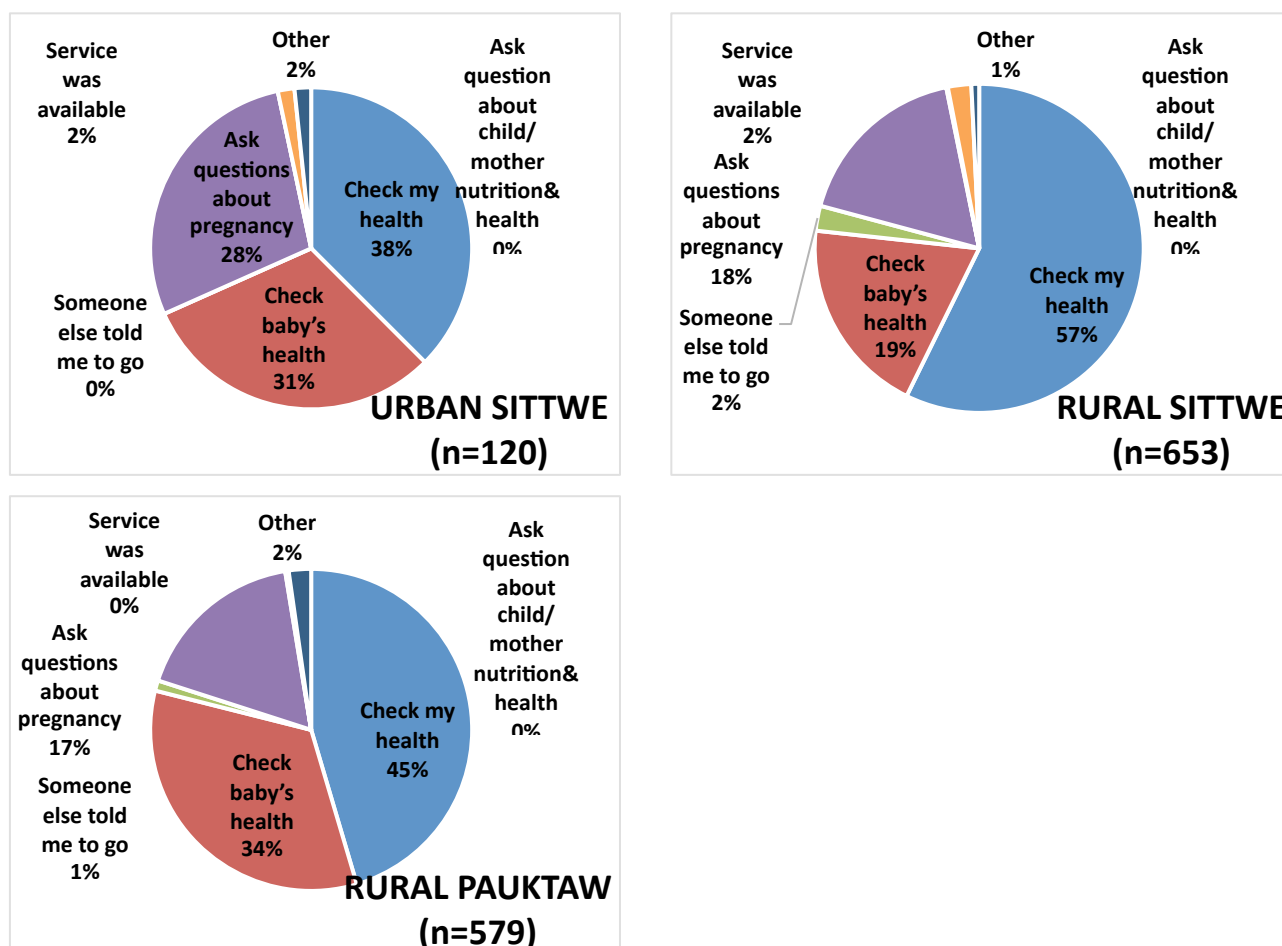 Service
was
available
2%
Other
2%
Ask
question
about
child/
mother
nutrition&
health
0%
Ask
questions
about
pregnancy
28%
Check my
health
38%
Someone
else told
me to go
0%
Check
baby’s
health
31%
URBAN SITTWE
(n=120)
Service
was
available
2%
Other
1%
Ask
question
about
child/
mother
nutrition&
health
0%
Ask
questions
about
pregnancy
18%
Someone
else told
me to go
2%
Check
baby’s
health
19%
Check my
health
57%
RURAL SITTWE
(n=653)
Service
was
available
0%
Other
2%
Ask
question
about
child/
mother
nutrition&
health
0%
Ask
questions
about
pregnancy
17%
Someone
else told
me to go
1%
Check my
health
45%
Check
baby’s
health
34%
RURAL PAUKTAW
(n=579)